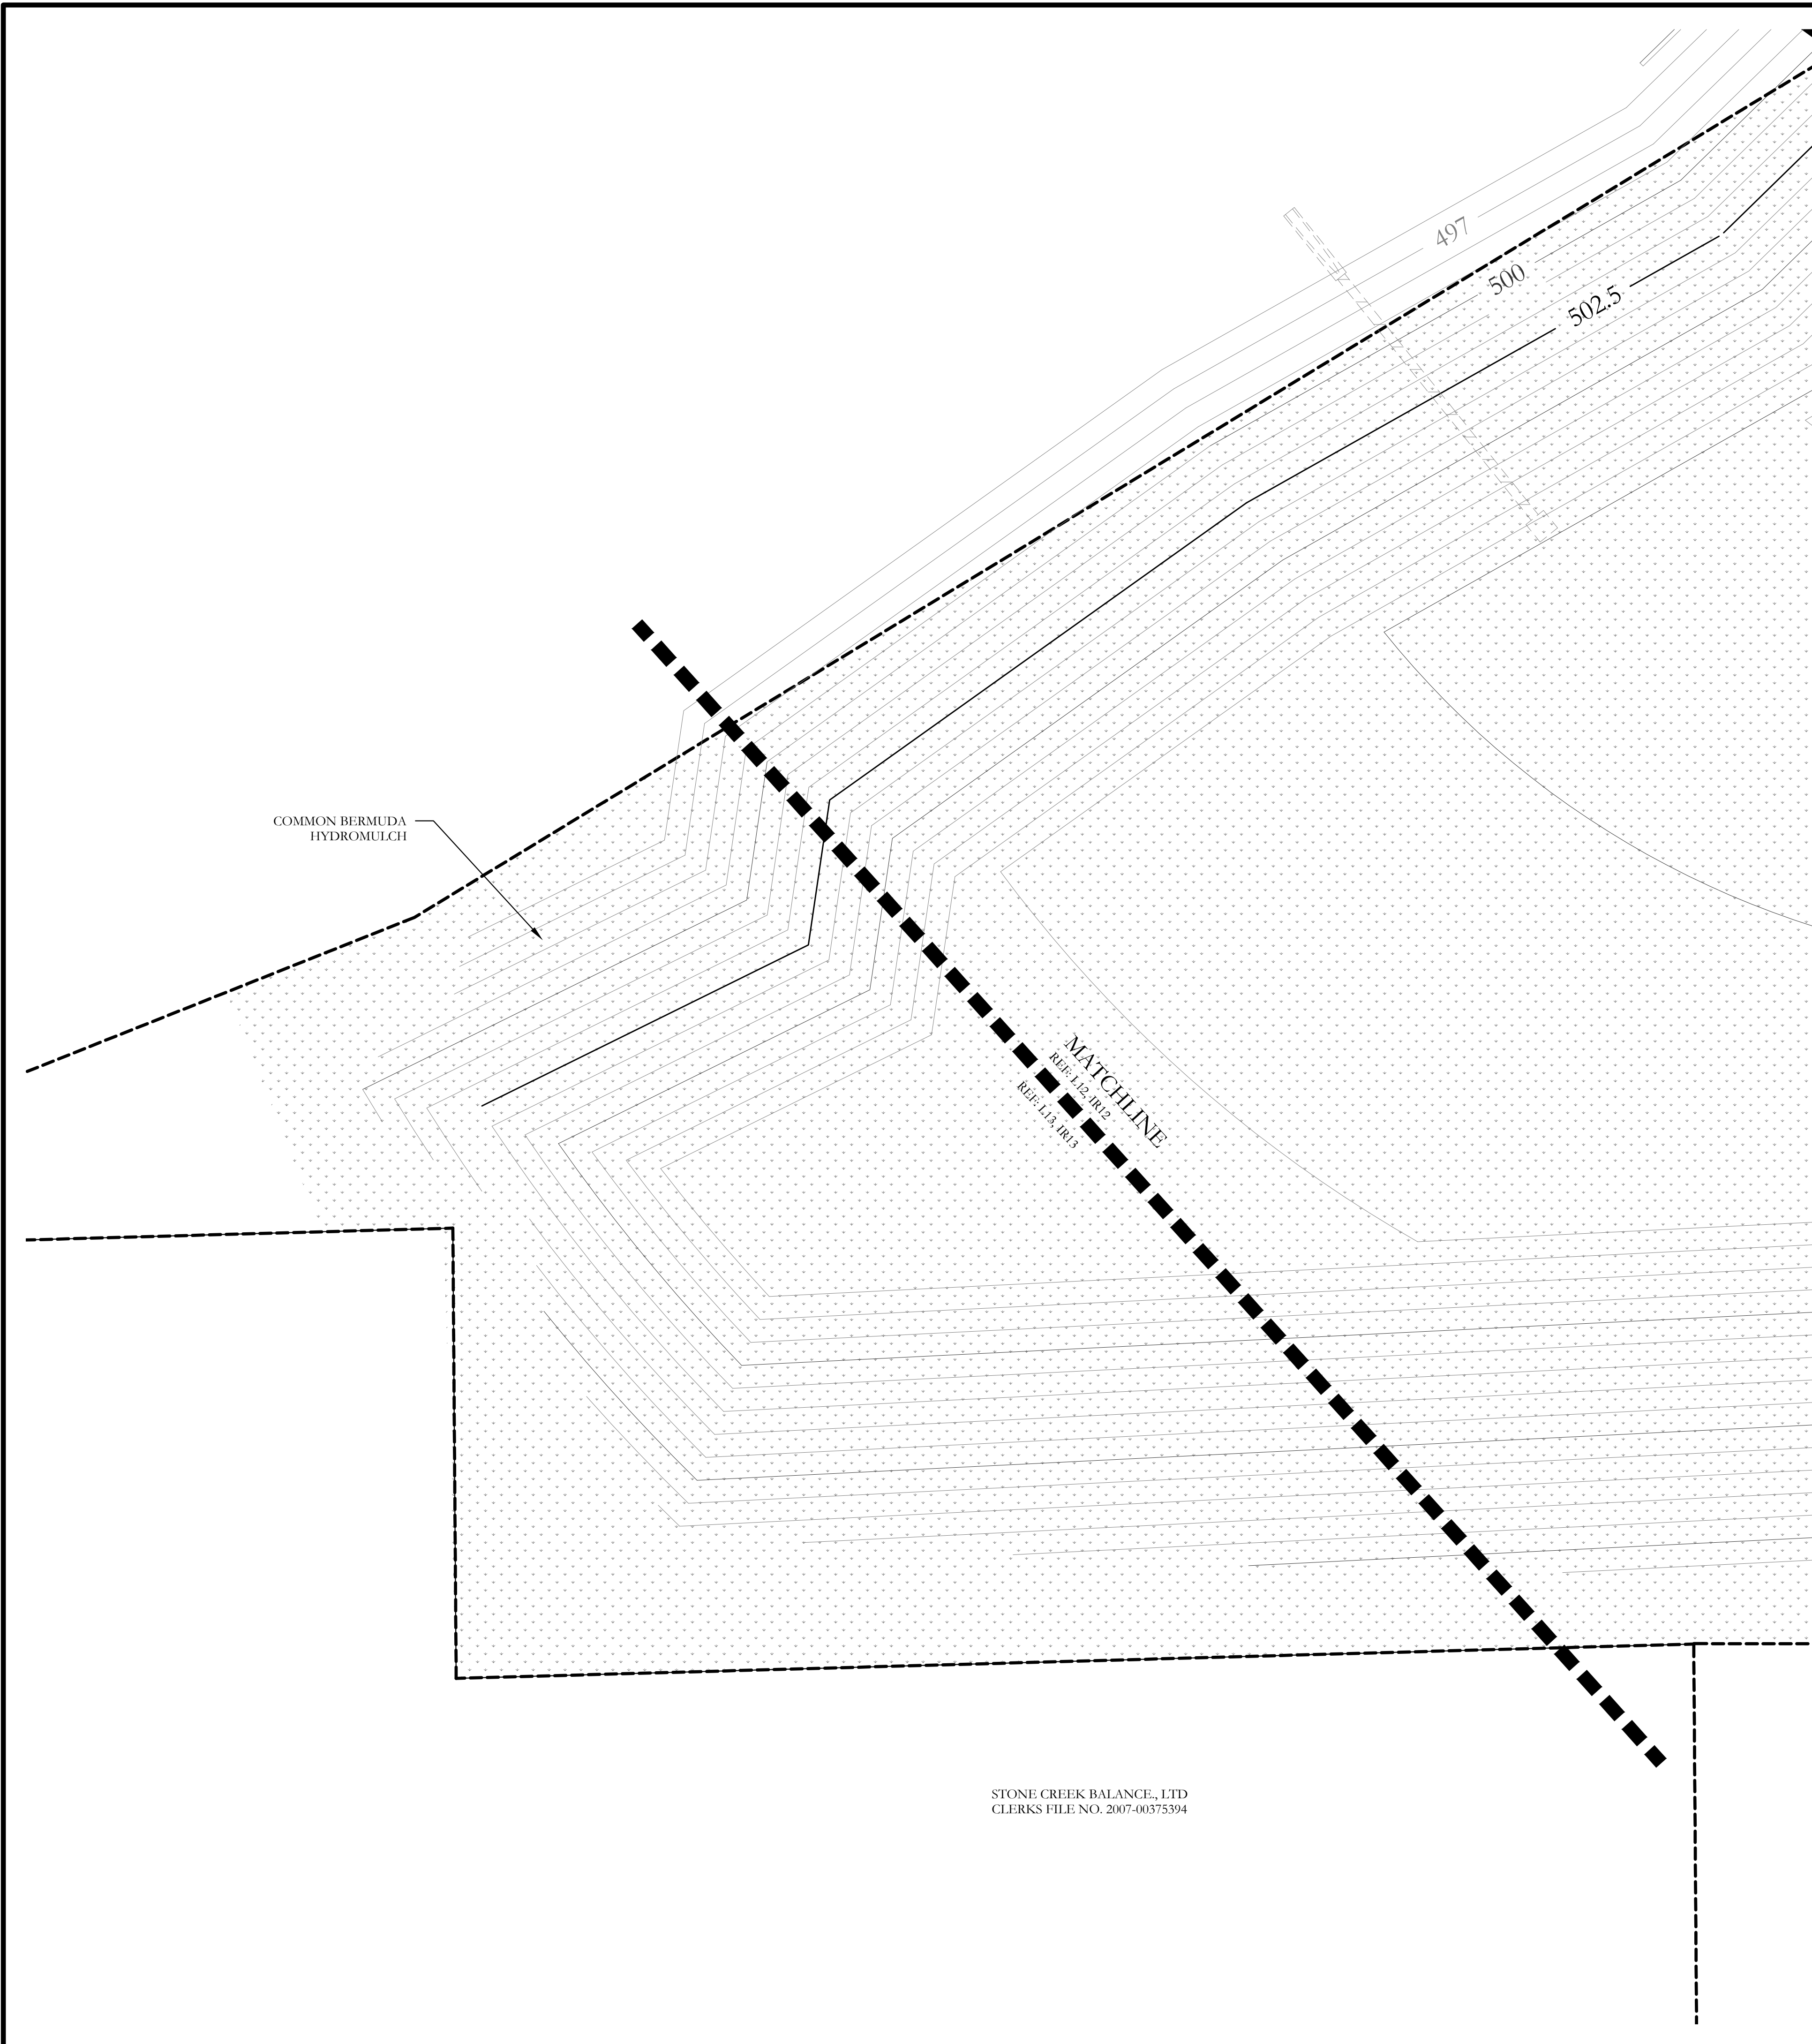 497
500
502.5
COMMON BERMUDA
HYDROMULCH
MATCHLINE
REF: L12, IR12
REF: L13, IR13
STONE CREEK BALANCE., LTD
CLERKS FILE NO. 2007-00375394